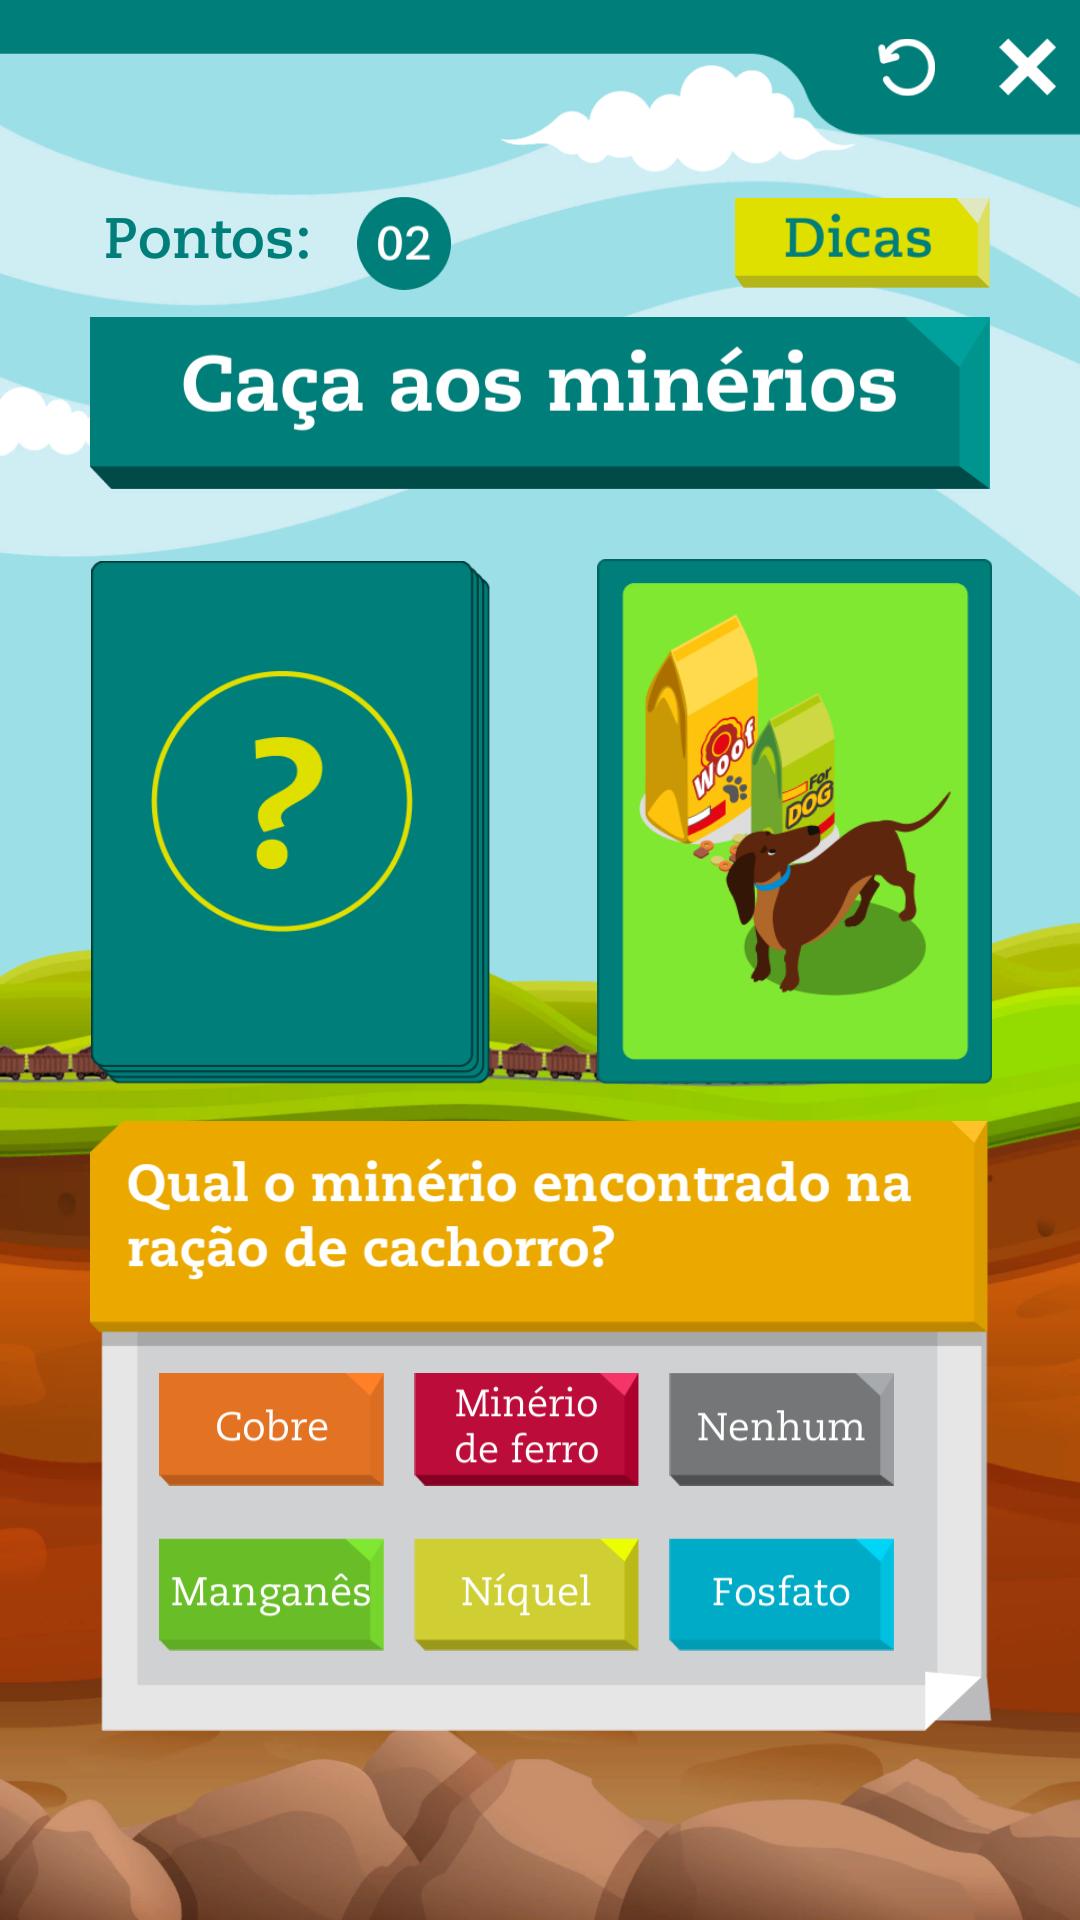 Pontos: 02
Dicas
Caça aos minérios
?
Woof
For
DOG
Qual o minério encontrado na
ração de cachorro?
Cobre
Minério
de ferro
Nenhum
Manganês
Níquel
Fosfato